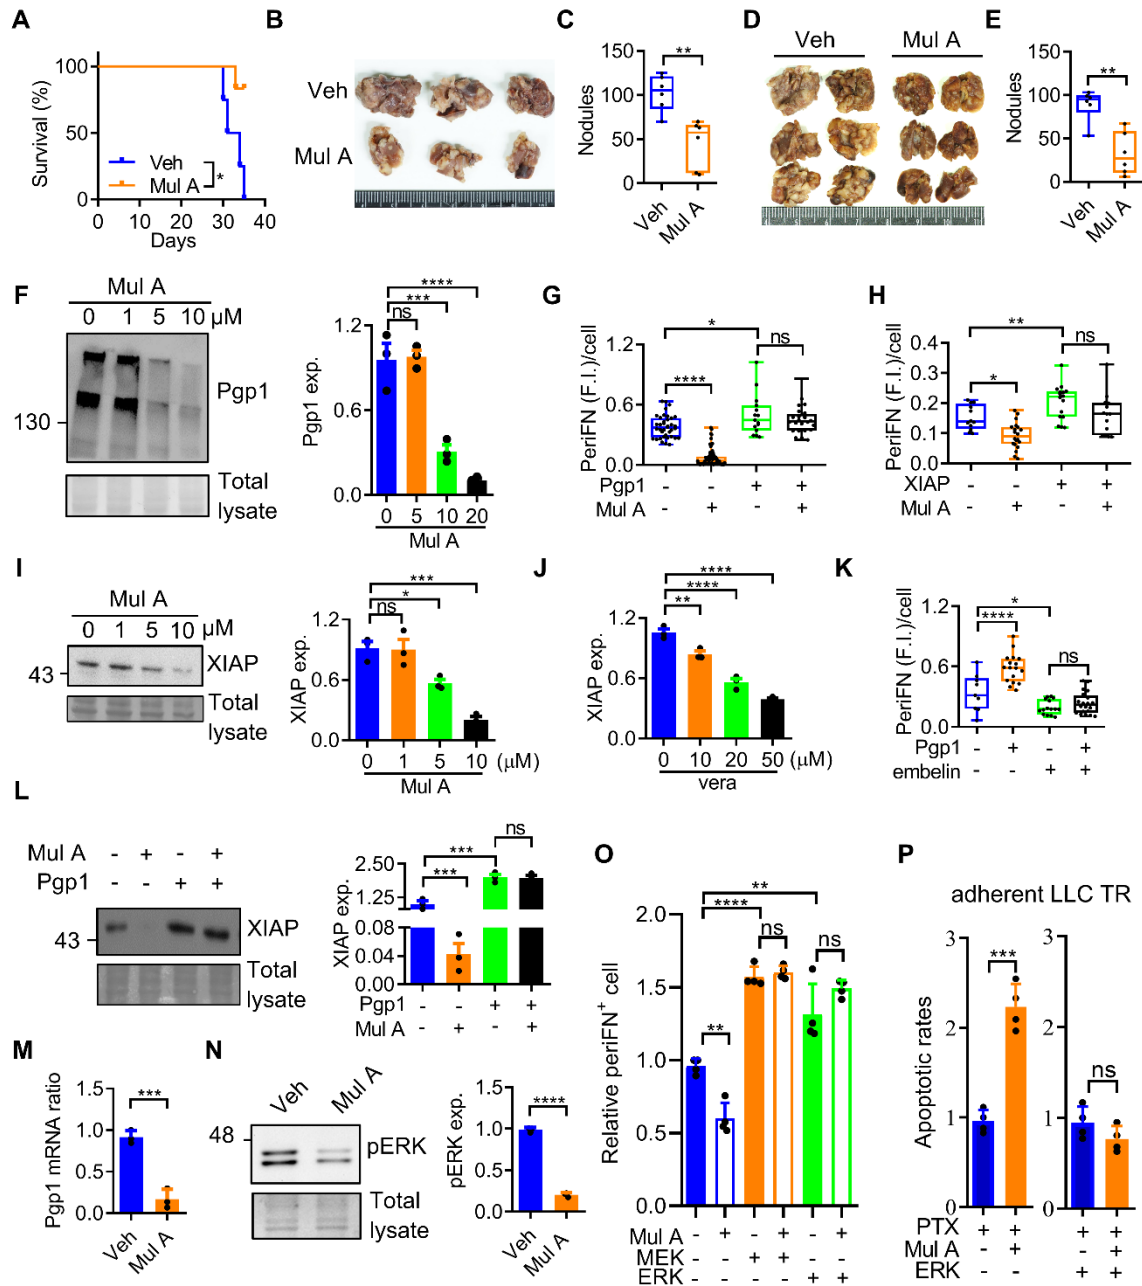 A
Survival (%)
100
50
0
0 10 20 30 40
Days
Veh
Mul A
*
B
Veh
Mul A
C
Nodules
150
100
50
0
**
Veh
Mul A
D
Veh
Mul A
E
Nodules
150
100
50
0
**
Veh
Mul A
F
Mul A
0 1 5 10 µM
Pgp1
130
Total
lysate
Pgp1 exp.
1.2
0.6
0.0
****
***
ns
0 5 10 20
Mul A
G
PeriFN (F.I.)/cell
1.2
0.6
0.0
*
ns
****
Pgp1 - - + +
Mul A - + - +
H
PeriFN (F.I.)/cell
0.4
0.3
0.2
0.1
0.0
**
ns
*
XIAP - - + +
Mul A - + - +
I
Mul A
0 1 5 10 µM
XIAP
43
Total
lysate
XIAP exp.
1.2
0.6
0.0
***
*
ns
0 1 5 10 (µM)
Mul A
J
XIAP exp.
1.2
0.6
0.0
****
****
**
0 10 20 50 (µM)
vera
K
PeriFN (F.I.)/cell
1.2
0.6
0.0
*
****
ns
Pgp1 - + - +
embelin - - + +
L
Mul A - + - +
Pgp1 - - + +
XIAP
43
Total
lysate
XIAP exp.
2.50
1.25
0.08
0.04
0.00
ns
***
***
Pgp1 - - + +
Mul A - + - +
M
Pgp1 mRNA ratio
1.5
1.0
0.5
0.0
***
Veh
Mul A
N
Veh
Mul A
48
pERK
Total
lysate
pERK exp.
1.5
1.0
0.5
0.0
****
Veh
Mul A
O
Relative periFN+ cell
2.0
1.5
1.0
0.5
0.0
**
****
ns
ns
**
Mul A - + - + - +
MEK - - + + - -
ERK - - - - + +
P
adherent LLC TR
Apoptotic rates
3
2
1
0
***
3
2
1
0
ns
PTX + + + +
Mul A - + - +
ERK - - + +